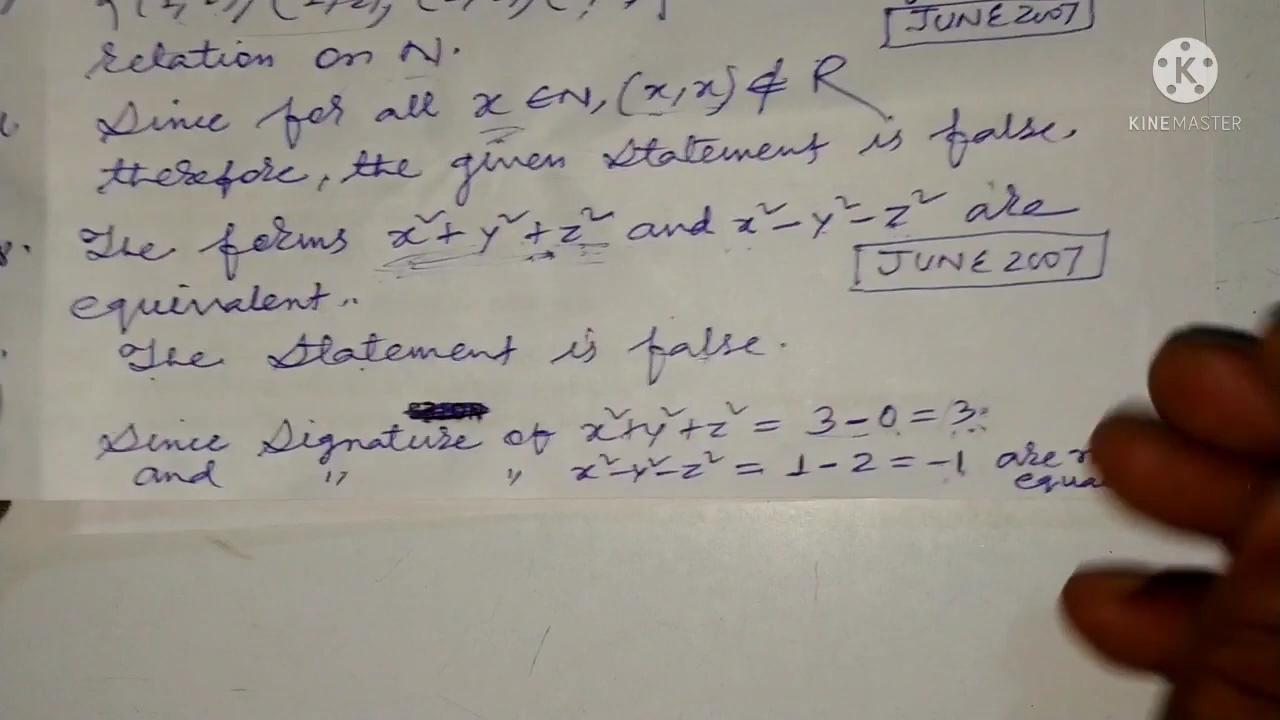 JUNE 2007
relation on N.
Since for all x ∈ N, (x,x) ∉ R
therefore, the given statement is false.
The forms x²+y²+z² and x²-y²-z² are
JUNE 2007
equivalent..
The statement is false.
Since Signature of x²+y²+z² = 3-0=3
and " " x²-y²-z² = 1-2=-1 are
K
KINEMASTER